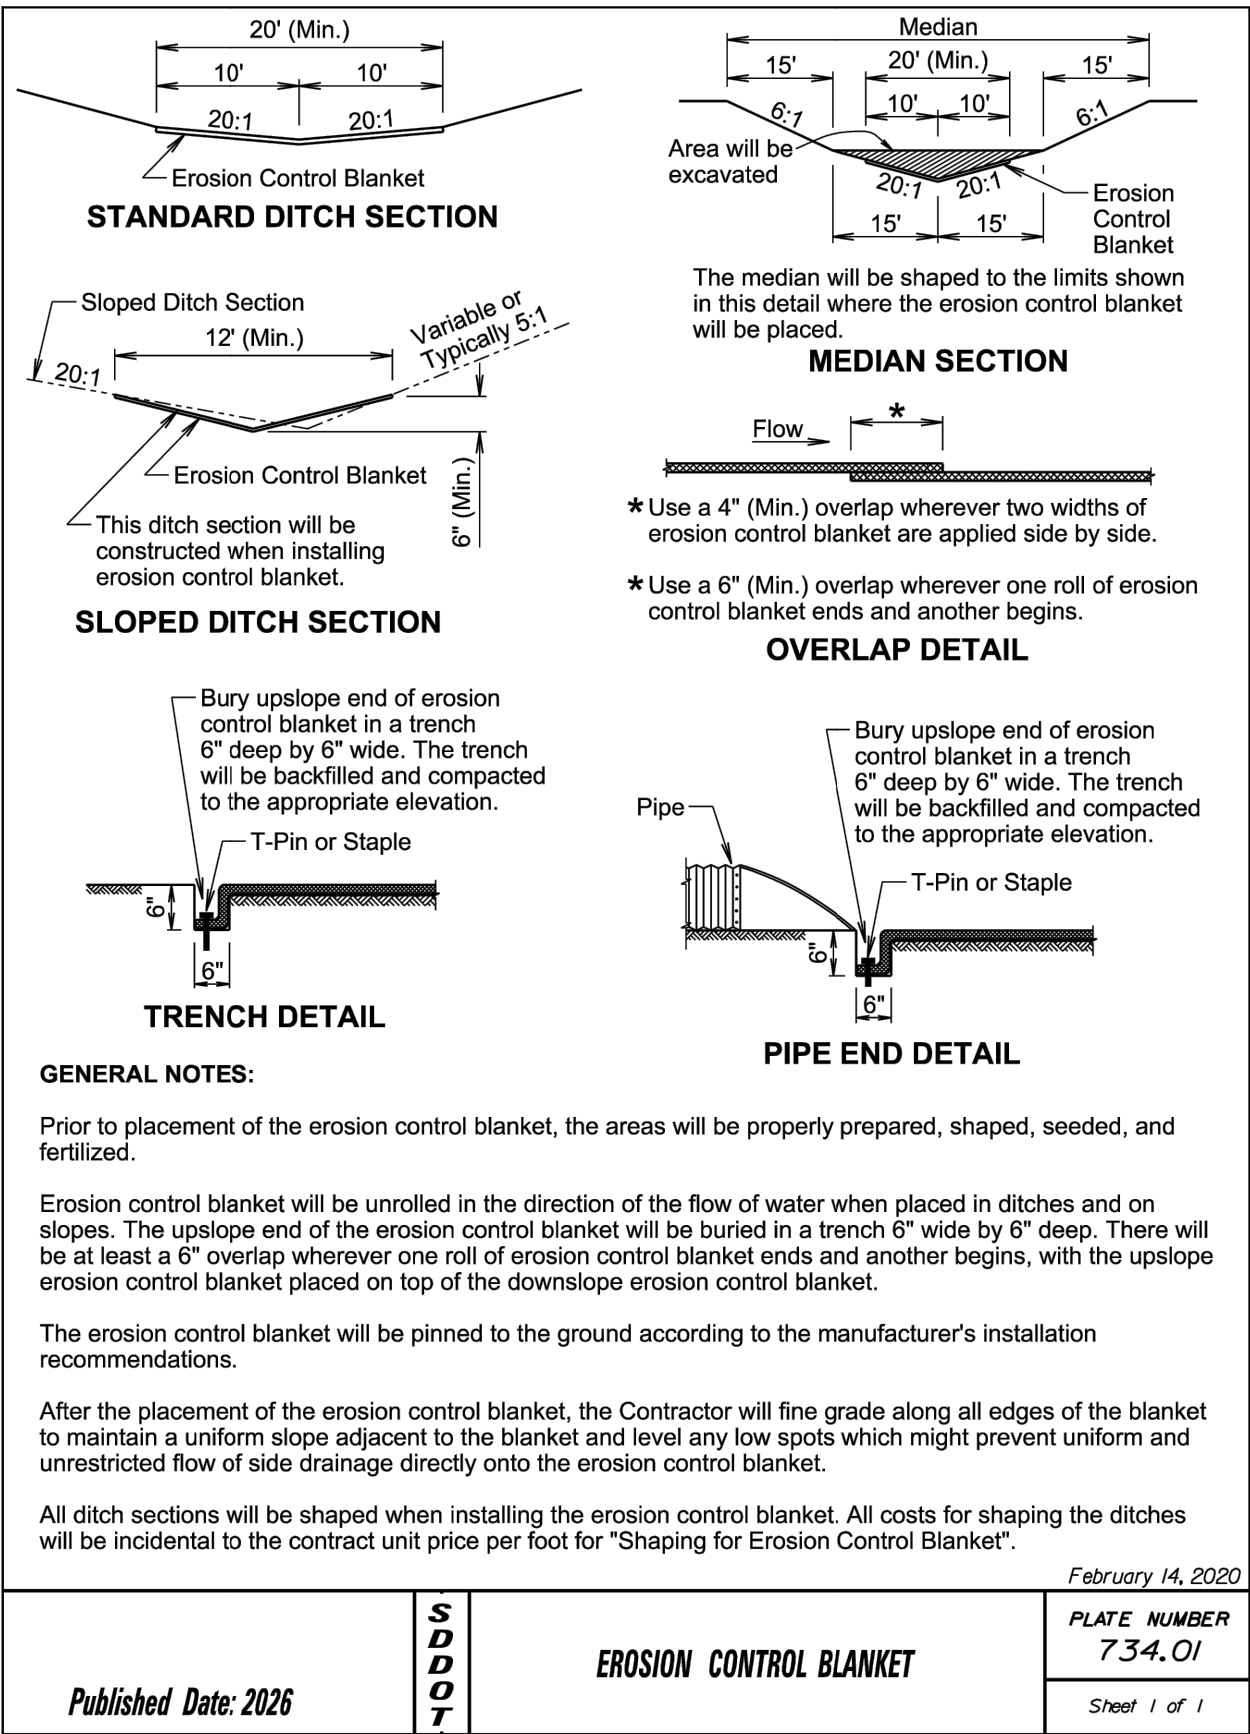 20' (Min.)
10' 10'
20:1 20:1
Erosion Control Blanket
STANDARD DITCH SECTION
Median
15' 20' (Min.) 15'
10' 10'
6:1 6:1
Area will be
excavated
20:1 20:1
Erosion
Control
Blanket
15' 15'
The median will be shaped to the limits shown
in this detail where the erosion control blanket
will be placed.
MEDIAN SECTION
Sloped Ditch Section
12' (Min.)
Variable or
Typically 5:1
20:1
Erosion Control Blanket
6" (Min.)
This ditch section will be
constructed when installing
erosion control blanket.
SLOPED DITCH SECTION
*
Flow
* Use a 4" (Min.) overlap wherever two widths of
erosion control blanket are applied side by side.
* Use a 6" (Min.) overlap wherever one roll of erosion
control blanket ends and another begins.
OVERLAP DETAIL
Bury upslope end of erosion
control blanket in a trench
6" deep by 6" wide. The trench
will be backfilled and compacted
to the appropriate elevation.
T-Pin or Staple
6"
6"
TRENCH DETAIL
Bury upslope end of erosion
control blanket in a trench
6" deep by 6" wide. The trench
will be backfilled and compacted
to the appropriate elevation.
Pipe
T-Pin or Staple
6"
6"
PIPE END DETAIL
GENERAL NOTES:
Prior to placement of the erosion control blanket, the areas will be properly prepared, shaped, seeded, and
fertilized.
Erosion control blanket will be unrolled in the direction of the flow of water when placed in ditches and on
slopes. The upslope end of the erosion control blanket will be buried in a trench 6" wide by 6" deep. There will
be at least a 6" overlap wherever one roll of erosion control blanket ends and another begins, with the upslope
erosion control blanket placed on top of the downslope erosion control blanket.
The erosion control blanket will be pinned to the ground according to the manufacturer's installation
recommendations.
After the placement of the erosion control blanket, the Contractor will fine grade along all edges of the blanket
to maintain a uniform slope adjacent to the blanket and level any low spots which might prevent uniform and
unrestricted flow of side drainage directly onto the erosion control blanket.
All ditch sections will be shaped when installing the erosion control blanket. All costs for shaping the ditches
will be incidental to the contract unit price per foot for "Shaping for Erosion Control Blanket".
February 14, 2020
Published Date: 2026
SDDOT
EROSION CONTROL BLANKET
PLATE NUMBER
734.01
Sheet 1 of 1